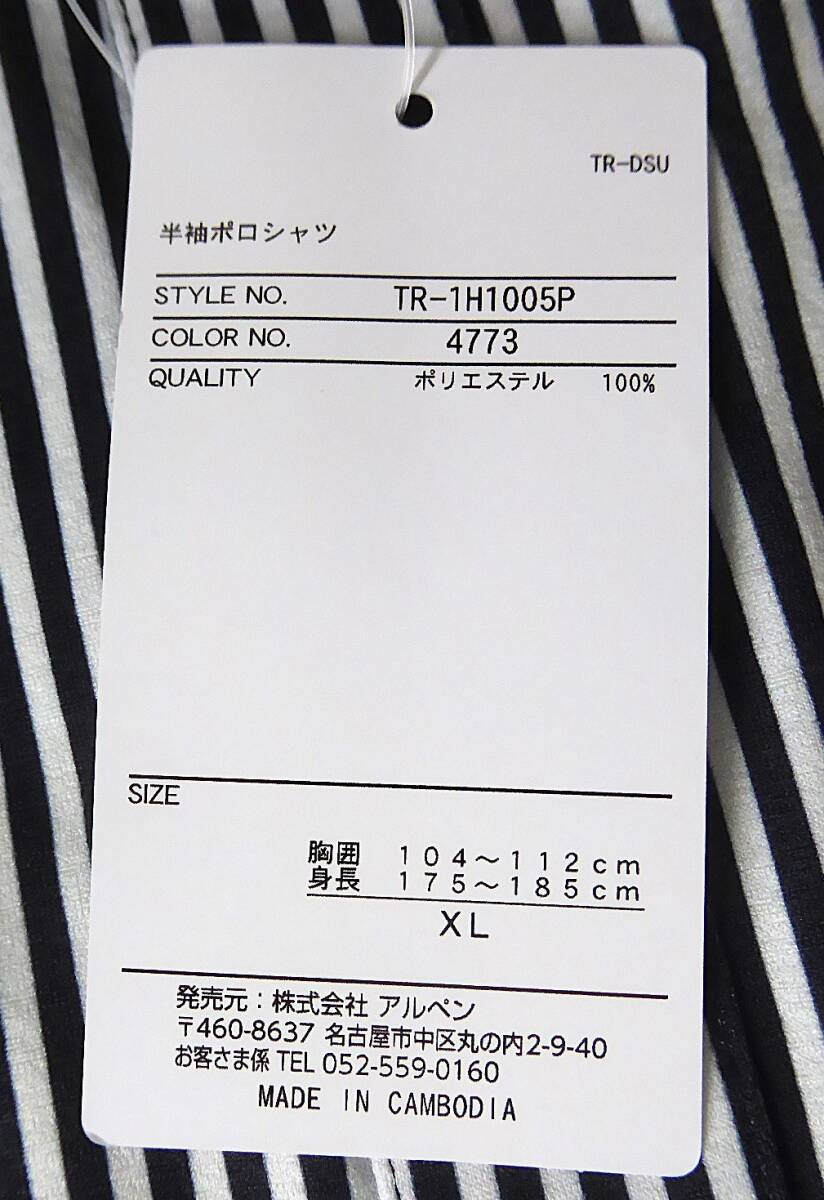 TR-DSU
半袖ポロシャツ
STYLE NO. TR-1H1005P
COLOR NO. 4773
QUALITY ポリエステル 100%
SIZE
胸囲 104〜112cm
身長 175〜185cm
XL
発売元：株式会社 アルペン
〒460-8637 名古屋市中区丸の内2-9-40
お客さま係 TEL 052-559-0160
MADE IN CAMBODIA